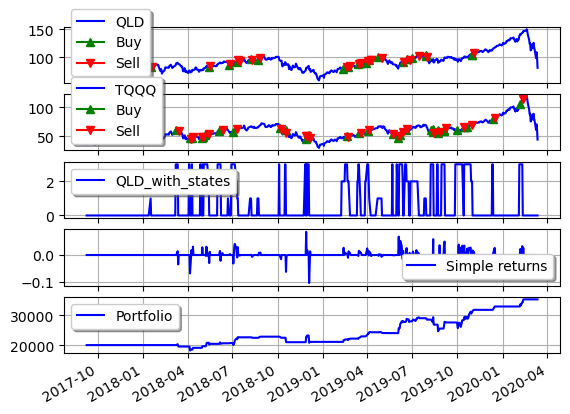 QLD
Buy
Sell
150
100
TQQQ
Buy
Sell
100
50
QLD_with_states
2
0
0.0
−0.1
Simple returns
Portfolio
30000
20000
2017-10 2018-01 2018-04 2018-07 2018-10 2019-01 2019-04 2019-07 2019-10 2020-01 2020-04